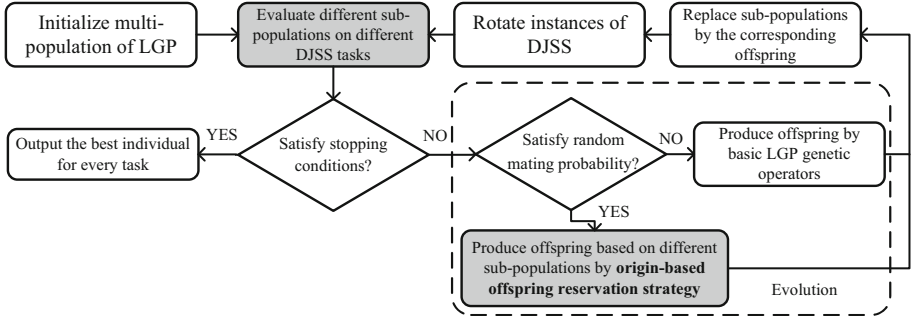 Initialize multi-
population of LGP
Evaluate different sub-
populations on different
DJSS tasks
Rotate instances of
DJSS
Replace sub-populations
by the corresponding
offspring
Output the best individual
for every task
YES
Satisfy stopping
conditions?
NO
Satisfy random
mating probability?
NO
Produce offspring by
basic LGP genetic
operators
YES
Produce offspring based on different
sub-populations by origin-based
offspring reservation strategy
Evolution